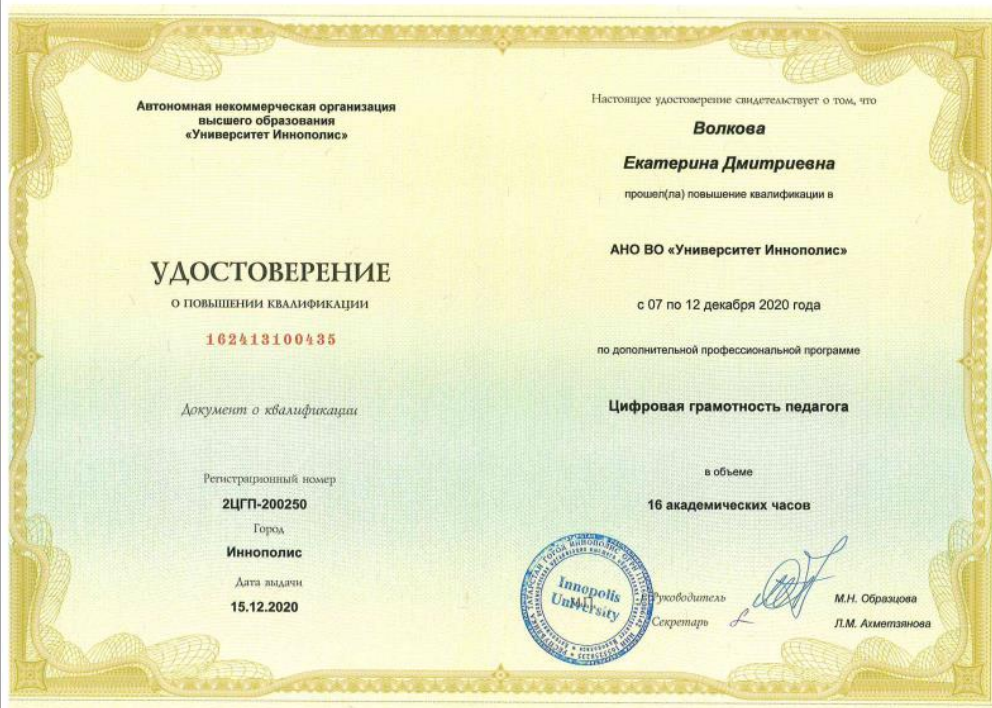 Автономная некоммерческая организация
высшего образования
«Университет Иннополис»
УДОСТОВЕРЕНИЕ
О ПОВЫШЕНИИ КВАЛИФИКАЦИИ
162413100435
Документ о квалификации
Регистрационный номер
2ЦГП-200250
Город
Иннополис
Дата выдачи
15.12.2020
Настоящее удостоверение свидетельствует о том, что
Волкова
Екатерина Дмитриевна
прошел(ла) повышение квалификации в
АНО ВО «Университет Иннополис»
с 07 по 12 декабря 2020 года
по дополнительной профессиональной программе
Цифровая грамотность педагога
в объеме
16 академических часов
Innopolis
University
Руководитель
М.Н. Образцова
Секретарь
Л.М. Ахметзянова